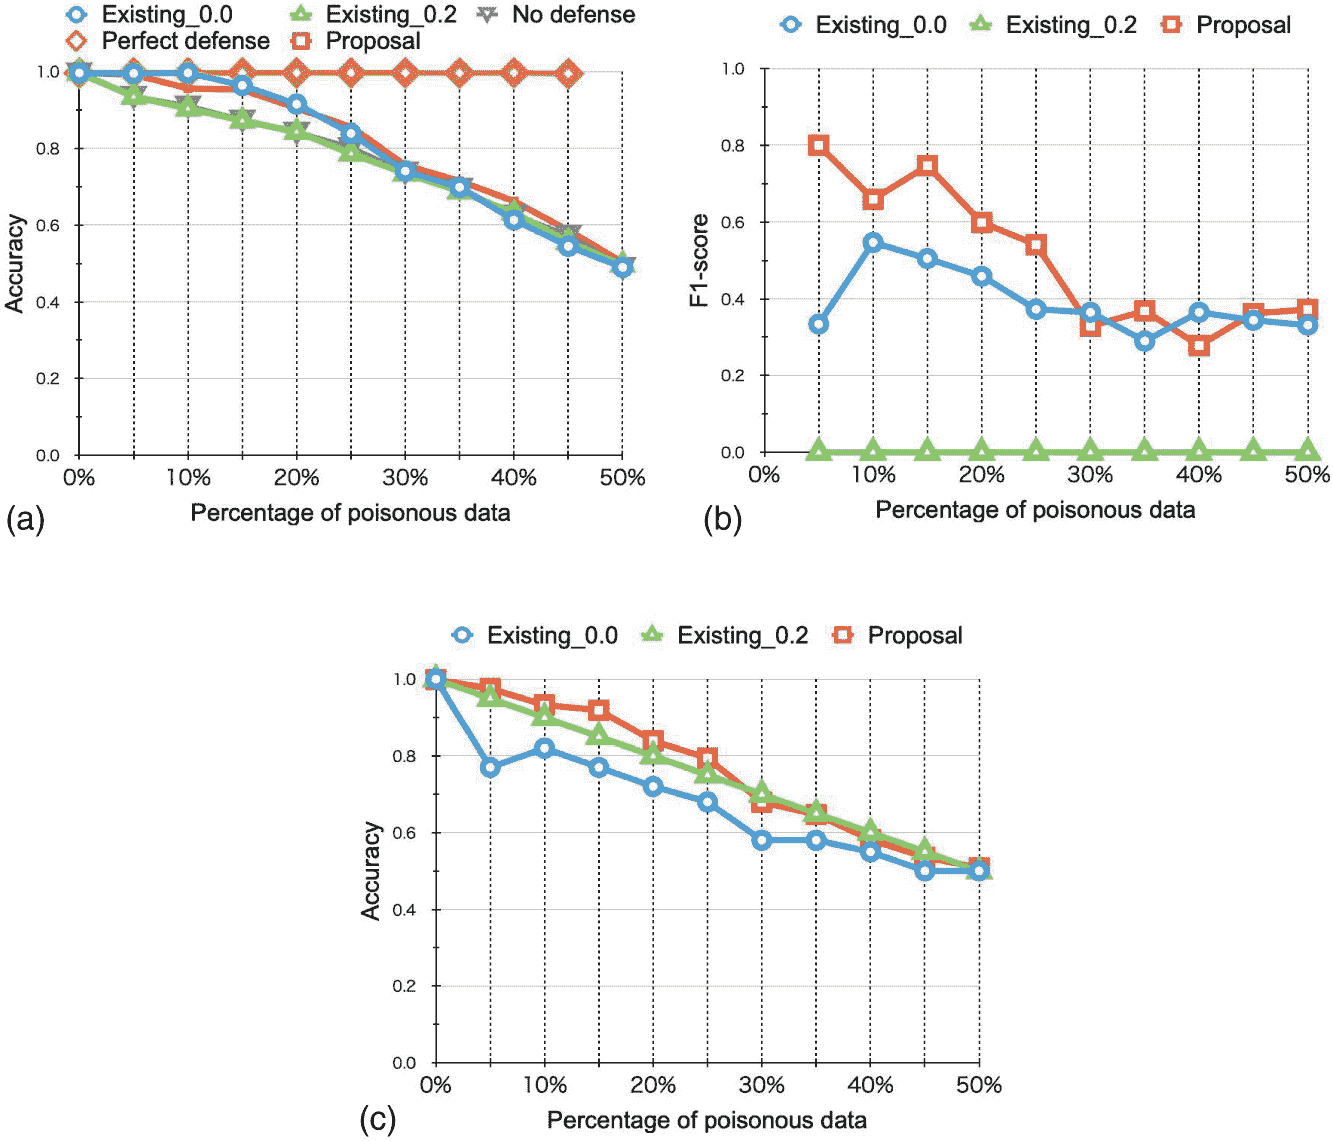 Existing_0.0 Existing_0.2 No defense
Perfect defense Proposal
1.0
0.8
0.6
0.4
0.2
0.0
Accuracy
0% 10% 20% 30% 40% 50%
Percentage of poisonous data
(a)
Existing_0.0 Existing_0.2 Proposal
1.0
0.8
0.6
0.4
0.2
0.0
F1-score
0% 10% 20% 30% 40% 50%
Percentage of poisonous data
(b)
Existing_0.0 Existing_0.2 Proposal
1.0
0.8
0.6
0.4
0.2
0.0
Accuracy
0% 10% 20% 30% 40% 50%
Percentage of poisonous data
(c)